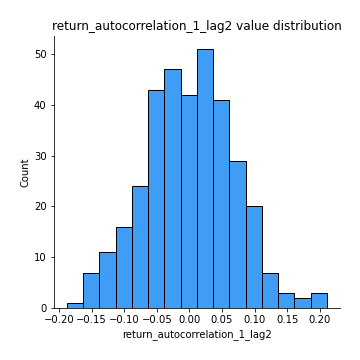 return_autocorrelation_1_lag2 value distribution
50
40
30
20
10
0
Count
−0.20 −0.15 −0.10 −0.05 0.00 0.05 0.10 0.15 0.20
return_autocorrelation_1_lag2